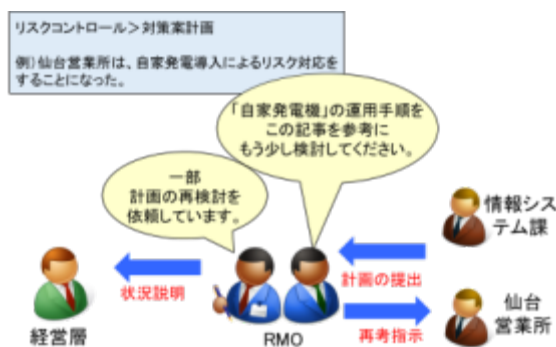 リスクコントロール＞対策案計画
例）仙台営業所は、自家発電導入によるリスク対応を
することになった。
「自家発電機」の運用手順を
この記事を参考に
もう少し検討してください。
一部
計画の再検討を
依頼しています。
情報シス
テム課
計画の提出
状況説明
仙台
営業所
再考指示
経営層
RMO